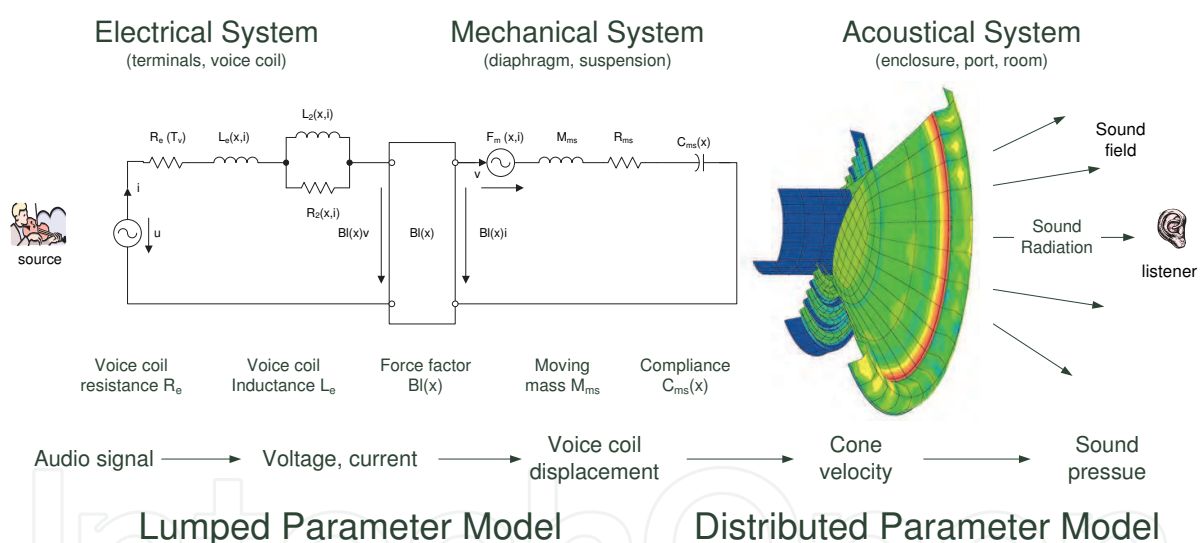 Electrical System
(terminals, voice coil)
Mechanical System
(diaphragm, suspension)
Acoustical System
(enclosure, port, room)
L₂(x,i)
Rₑ (Tᵥ)
Lₑ(x,i)
R₂(x,i)
i
u
source
Bl(x)v
Bl(x)
Bl(x)i
v
Fₘ (x,i)
Mₘₛ
Rₘₛ
Cₘₛ(x)
Sound
field
Sound
Radiation
listener
Voice coil
resistance Rₑ
Voice coil
Inductance Lₑ
Force factor
Bl(x)
Moving
mass Mₘₛ
Compliance
Cₘₛ(x)
Audio signal
Voltage, current
Voice coil
displacement
Cone
velocity
Sound
pressue
Lumped Parameter Model
Distributed Parameter Model